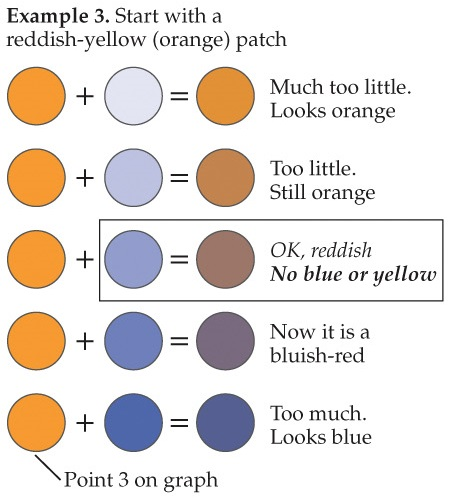 Example 3. Start with a
reddish-yellow (orange) patch
+ = Much too little.
Looks orange
+ = Too little.
Still orange
+ = OK, reddish
No blue or yellow
+ = Now it is a
bluish-red
+ = Too much.
Looks blue
Point 3 on graph